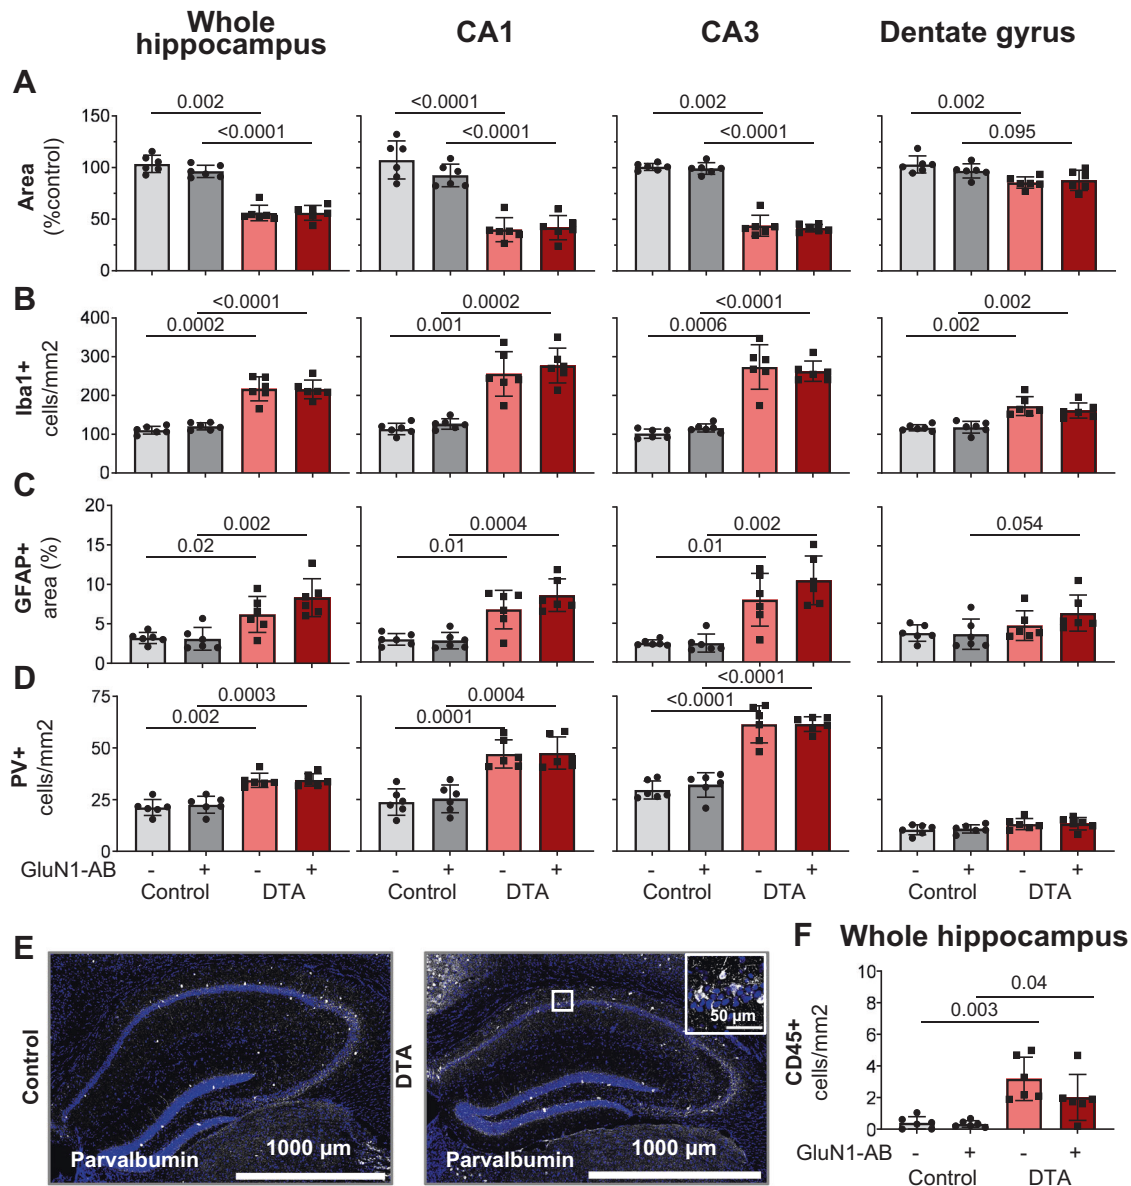 Whole hippocampus
CA1
CA3
Dentate gyrus
A
Area (%control)
150
100
50
0
0.002
<0.0001
<0.0001
<0.0001
0.002
<0.0001
0.002
0.095
B
Iba1+ cells/mm2
400
300
200
100
0
<0.0001
0.0002
0.0002
0.001
<0.0001
0.0006
0.002
0.002
C
GFAP+ area (%)
20
15
10
5
0
0.002
0.02
0.0004
0.01
0.002
0.01
0.054
D
PV+ cells/mm2
75
50
25
0
0.0003
0.002
0.0004
0.0001
<0.0001
<0.0001
GluN1-AB - + - + - + - + - + - + - + - +
Control DTA Control DTA Control DTA Control DTA
E
Control
Parvalbumin
1000 µm
DTA
50 µm
Parvalbumin
1000 µm
F Whole hippocampus
CD45+ cells/mm2
10
8
6
4
2
0
0.04
0.003
GluN1-AB - + - +
Control DTA